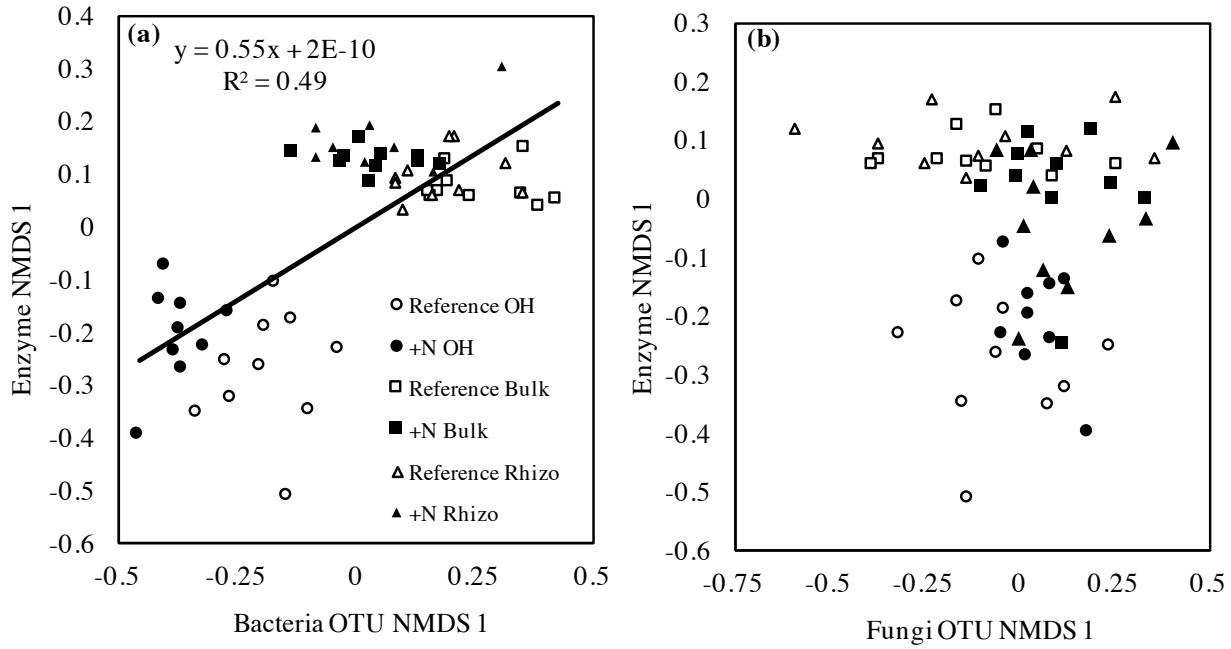 (a)
y = 0.55x + 2E-10
R² = 0.49
0.4
0.3
0.2
0.1
0
-0.1
-0.2
-0.3
-0.4
-0.5
-0.6
Enzyme NMDS 1
Reference OH
+N OH
Reference Bulk
+N Bulk
Reference Rhizo
+N Rhizo
-0.5 -0.25 0 0.25 0.5
Bacteria OTU NMDS 1
(b)
0.3
0.2
0.1
0
-0.1
-0.2
-0.3
-0.4
-0.5
-0.6
Enzyme NMDS 1
-0.75 -0.5 -0.25 0 0.25 0.5
Fungi OTU NMDS 1